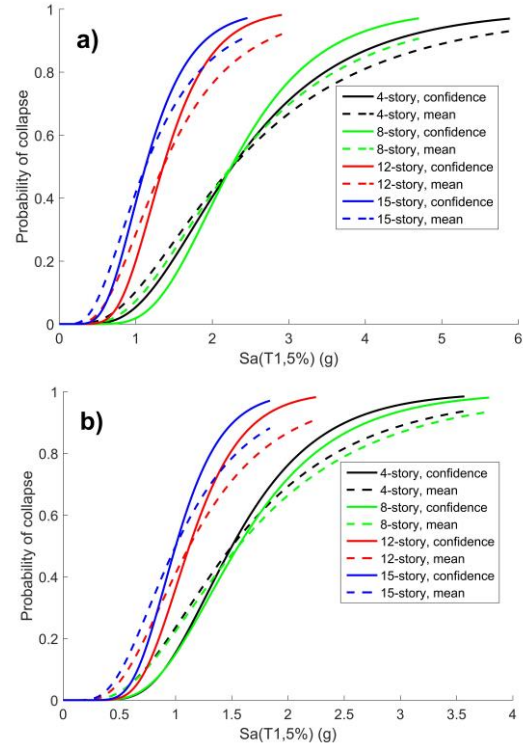 a)
Probability of collapse
1
0.8
0.6
0.4
0.2
0
0 1 2 3 4 5 6
Sa(T1,5%) (g)
4-story, confidence
4-story, mean
8-story, confidence
8-story, mean
12-story, confidence
12-story, mean
15-story, confidence
15-story, mean
b)
Probability of collapse
1
0.8
0.6
0.4
0.2
0
0 0.5 1 1.5 2 2.5 3 3.5 4
Sa(T1,5%) (g)
4-story, confidence
4-story, mean
8-story, confidence
8-story, mean
12-story, confidence
12-story, mean
15-story, confidence
15-story, mean